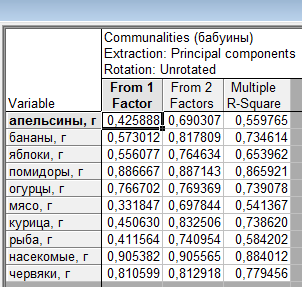 Communalities (бабуины)
Extraction: Principal components
Rotation: Unrotated
Variable From 1 Factor From 2 Factors Multiple R-Square
апельсины, г 0,425888 0,690307 0,559765
бананы, г 0,573012 0,817809 0,734614
яблоки, г 0,556077 0,764634 0,653962
помидоры, г 0,886667 0,887143 0,865921
огурцы, г 0,766702 0,769369 0,739078
мясо, г 0,331847 0,697844 0,541367
курица, г 0,450630 0,832506 0,738620
рыба, г 0,411564 0,740954 0,584202
насекомые, г 0,905382 0,905565 0,884012
червяки, г 0,810599 0,812918 0,779456